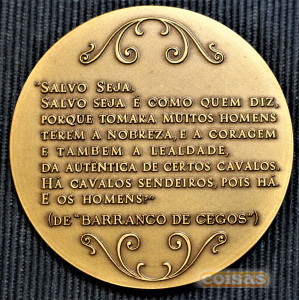 "SALVO SEJA.
SALVO SEJA É COMO QUEM DIZ,
PORQUE TOMARA MUITOS HOMENS
TEREM A NOBREZA, E A CORAGEM
E TAMBEM A LEALDADE,
DA AUTÊNTICA DE CERTOS CAVALOS.
HÁ CAVALOS SENDEIROS, POIS HÁ.
E OS HOMENS?"
(DE "BARRANCO DE CEGOS")
Coisas